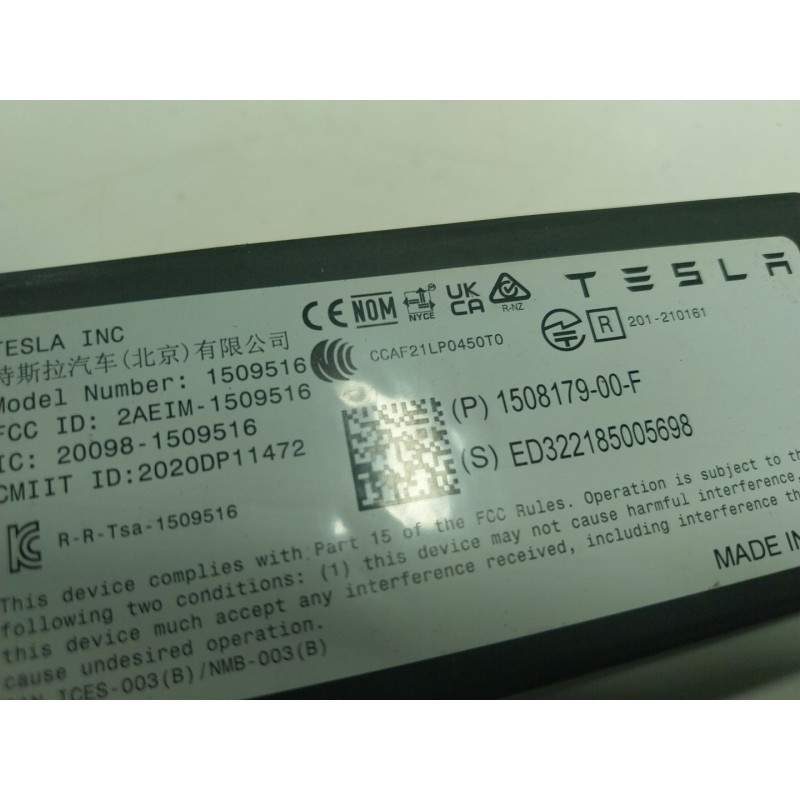 TESLA
CE NOM NYCE UK CA R-NZ
TESLA INC
特斯拉汽车(北京)有限公司
Model Number: 1509516
FCC ID: 2AEIM-1509516
IC: 20098-1509516
CMIIT ID:2020DP11472
CCAF21LP0450T0
R 201-210161
(P) 1508179-00-F
(S) ED322185005698
R-R-Tsa-1509516
This device complies with Part 15 of the FCC Rules. Operation is subject to th
following two conditions: (1) this device may not cause harmful interference,
this device much accept any interference received, including interference th
cause undesired operation.
ICES-003(B)/NMB-003(B)
MADE IN